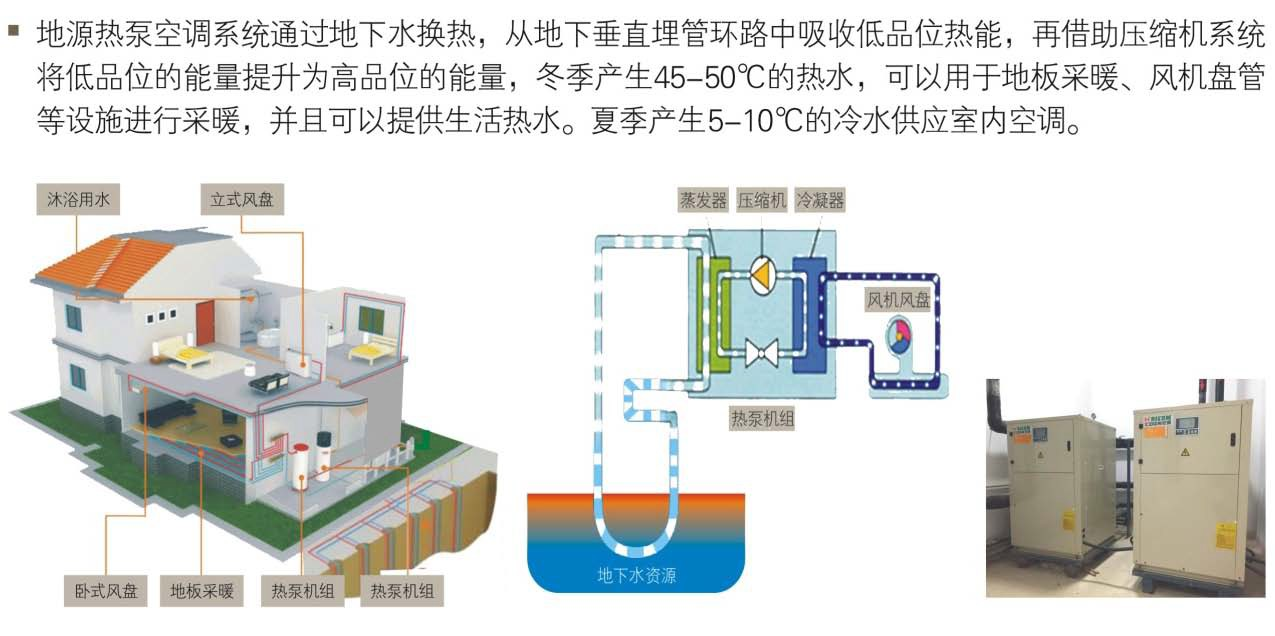 地源热泵空调系统通过地下水换热，从地下垂直埋管环路中吸收低品位热能，再借助压缩机系统
将低品位的能量提升为高品位的能量，冬季产生45-50℃的热水，可以用于地板采暖、风机盘管
等设施进行采暖，并且可以提供生活热水。夏季产生5-10℃的冷水供应室内空调。
沐浴用水
立式风盘
卧式风盘
地板采暖
热泵机组
热泵机组
蒸发器
压缩机
冷凝器
风机风盘
热泵机组
地下水资源